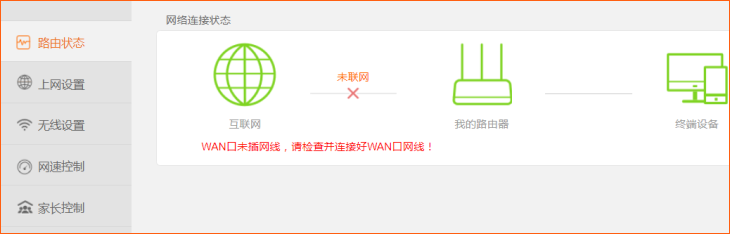 网络连接状态
路由状态
上网设置
无线设置
网速控制
家长控制
未联网
互联网
我的路由器
终端设备
WAN口未插网线，请检查并连接好WAN口网线！